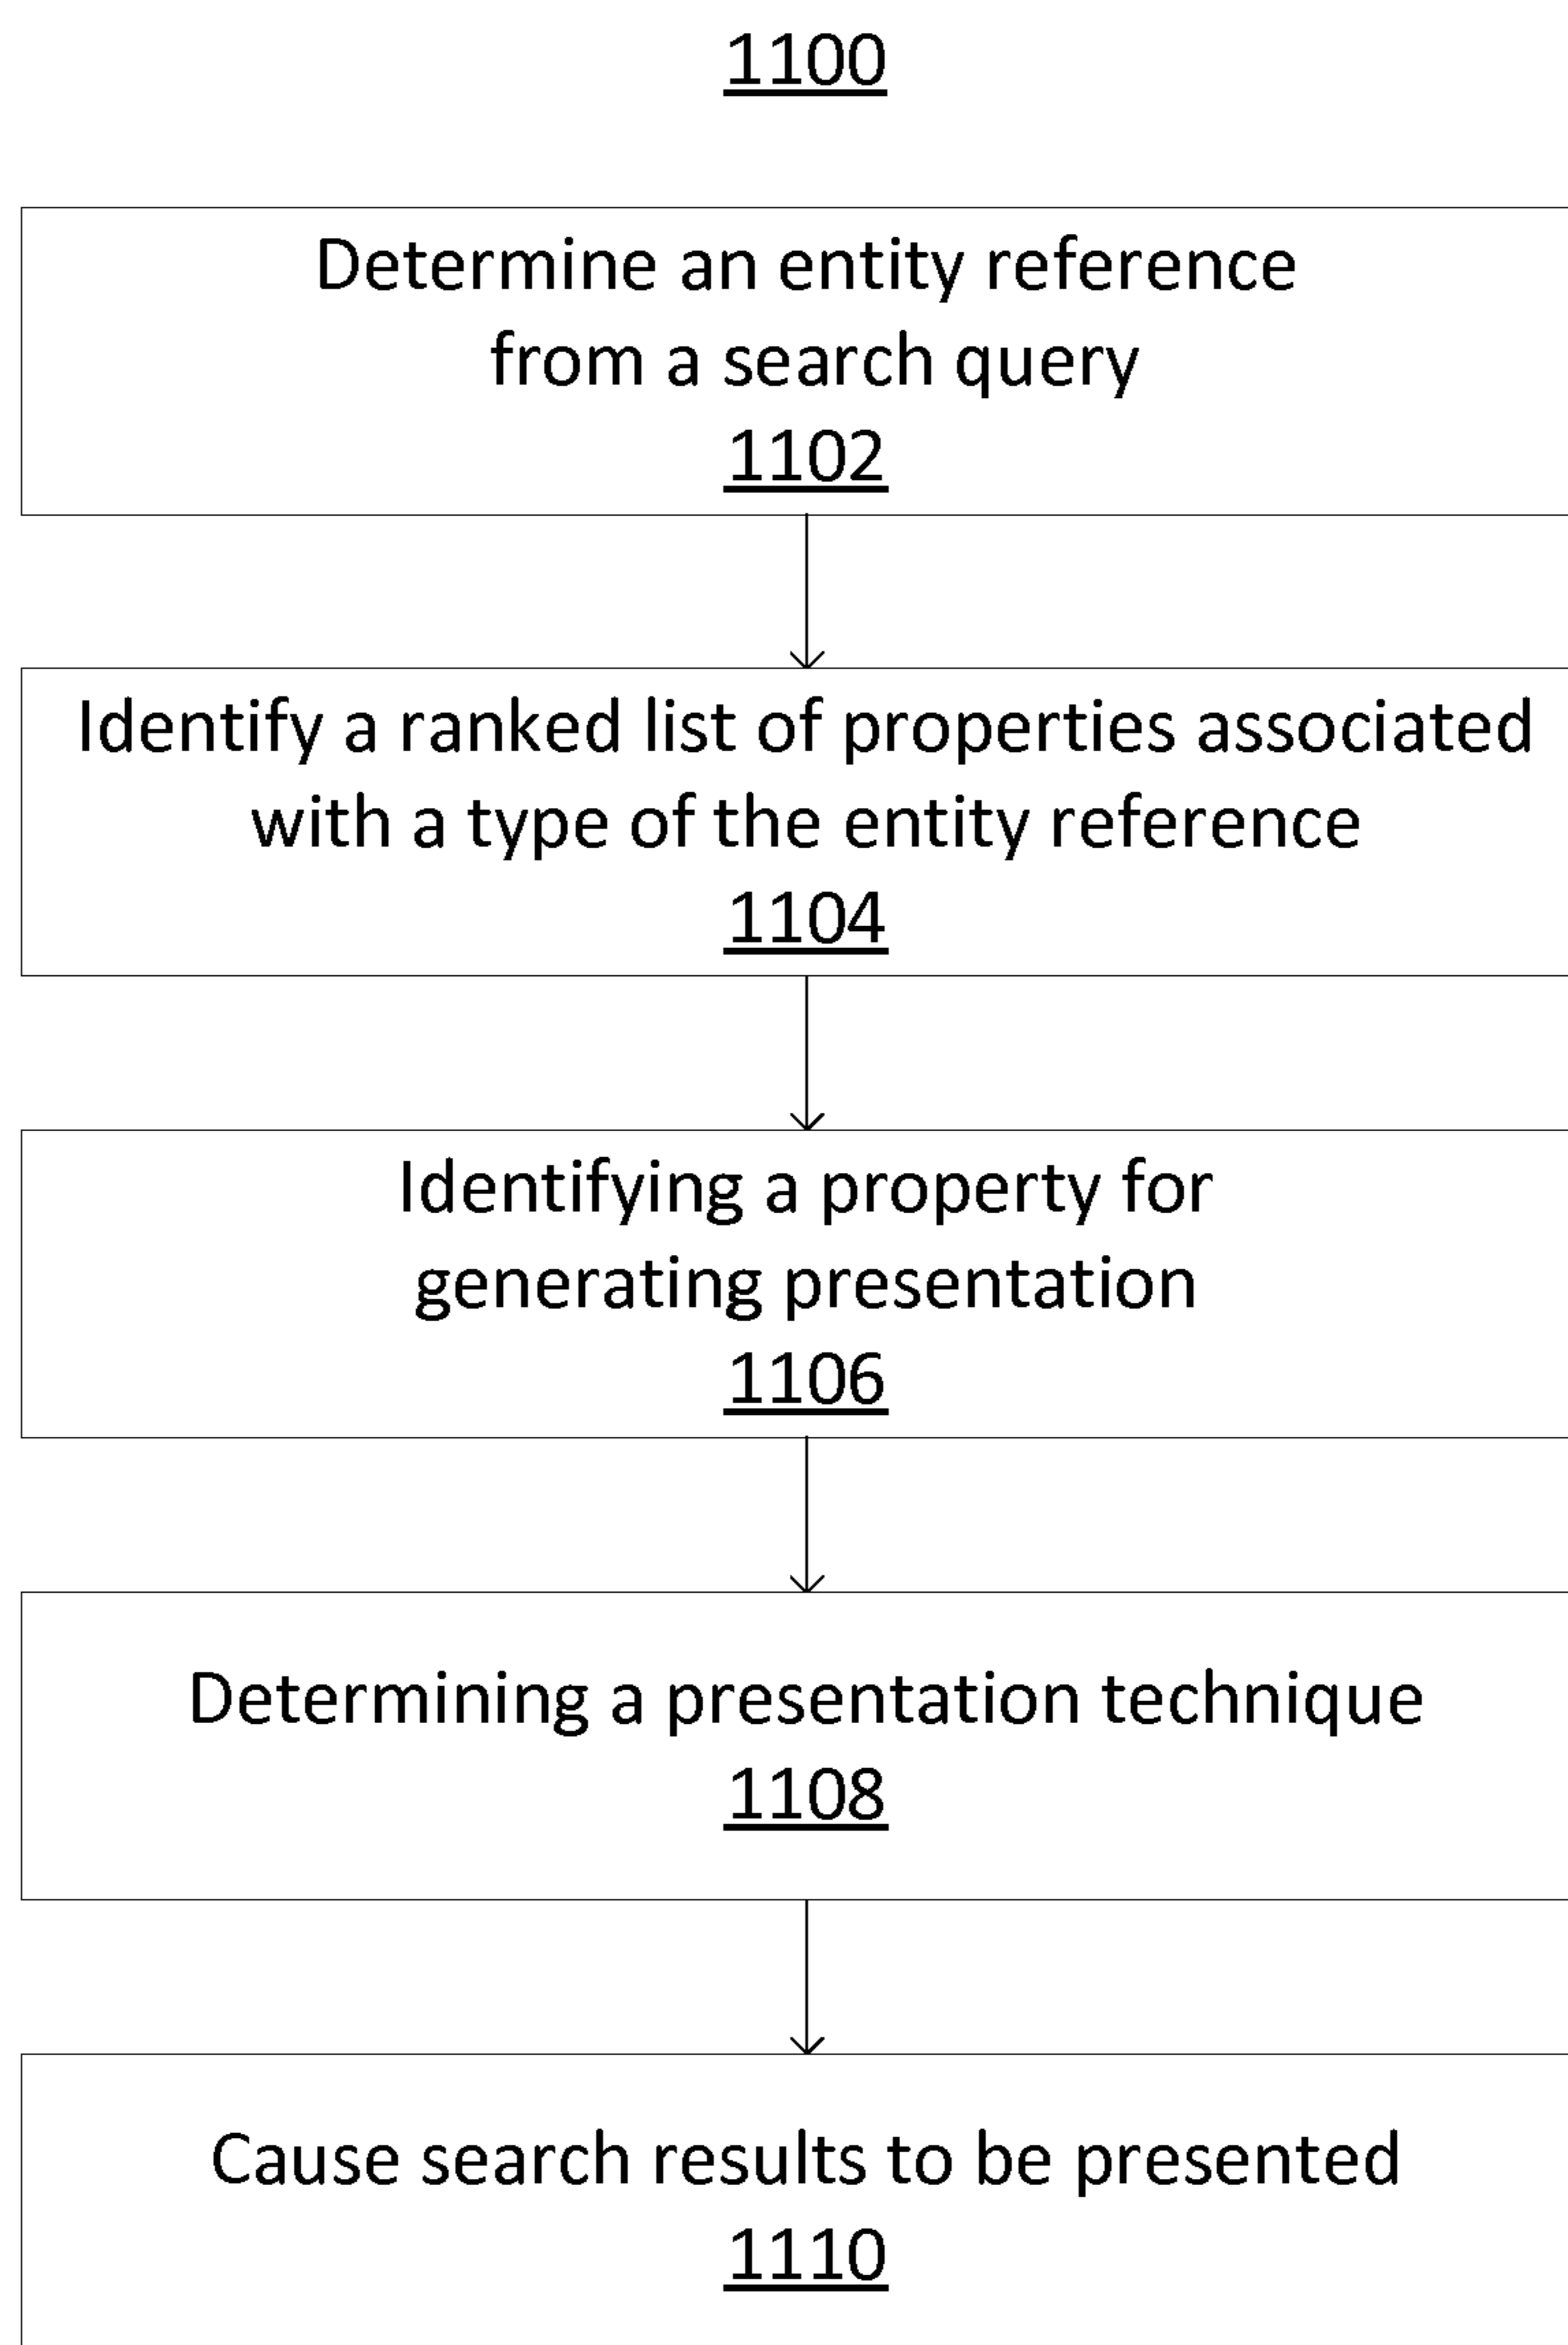 1100
Determine an entity reference
from a search query
1102
Identify a ranked list of properties associated
with a type of the entity reference
1104
Identifying a property for
generating presentation
1106
Determining a presentation technique
1108
Cause search results to be presented
1110